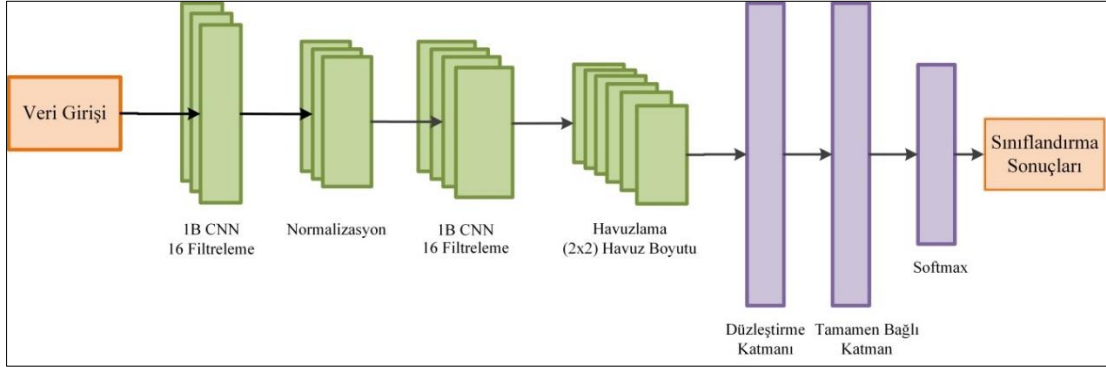 Veri Girişi
1B CNN
16 Filtreleme
Normalizasyon
1B CNN
16 Filtreleme
Havuzlama
(2x2) Havuz Boyutu
Düzleştirme
Katmanı
Tamamen Bağlı
Katman
Softmax
Sınıflandırma
Sonuçları